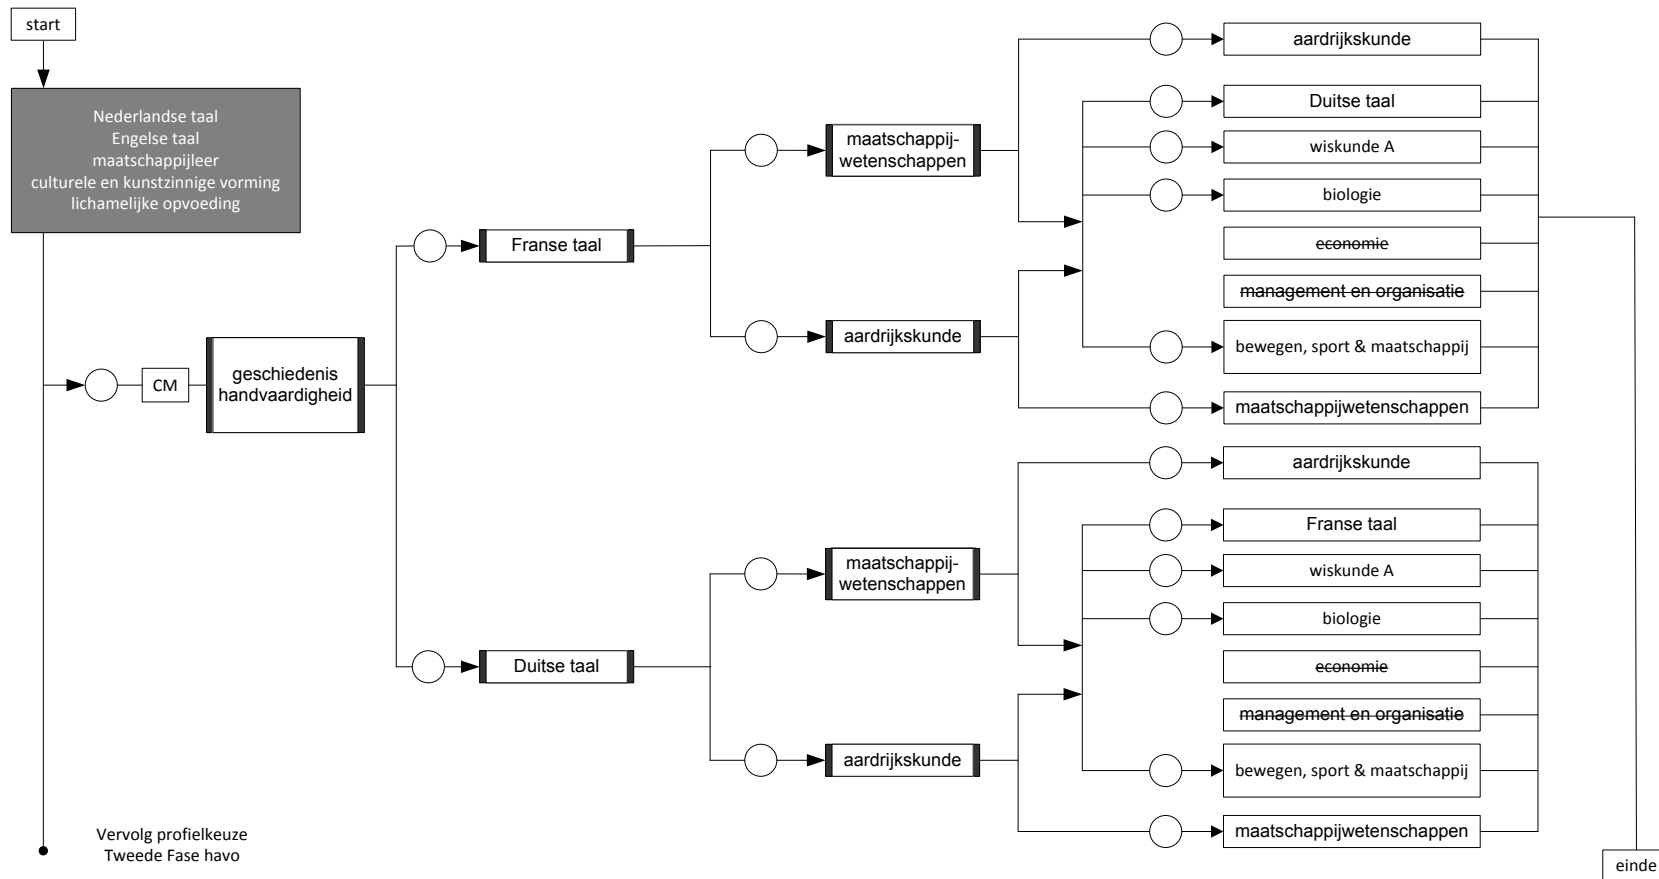 start
Nederlandse taal
Engelse taal
maatschappijleer
culturele en kunstzinnige vorming
lichamelijke opvoeding
CM
geschiedenis
handvaardigheid
Franse taal
maatschappij-
wetenschappen
aardrijkskunde
aardrijkskunde
Duitse taal
wiskunde A
biologie
economie
management en organisatie
bewegen, sport & maatschappij
maatschappijwetenschappen
Duitse taal
maatschappij-
wetenschappen
aardrijkskunde
aardrijkskunde
Franse taal
wiskunde A
biologie
economie
management en organisatie
bewegen, sport & maatschappij
maatschappijwetenschappen
Vervolg profielkeuze
Tweede Fase havo
einde